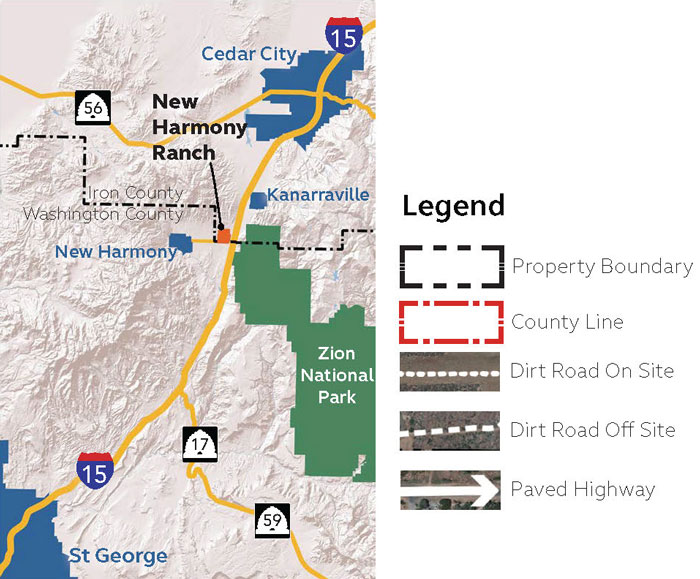 15
Cedar City
56
New
Harmony
Ranch
Iron County
Kanarraville
Washington County
New Harmony
Zion
National
Park
17
15
59
St George
Legend
Property Boundary
County Line
Dirt Road On Site
Dirt Road Off Site
Paved Highway